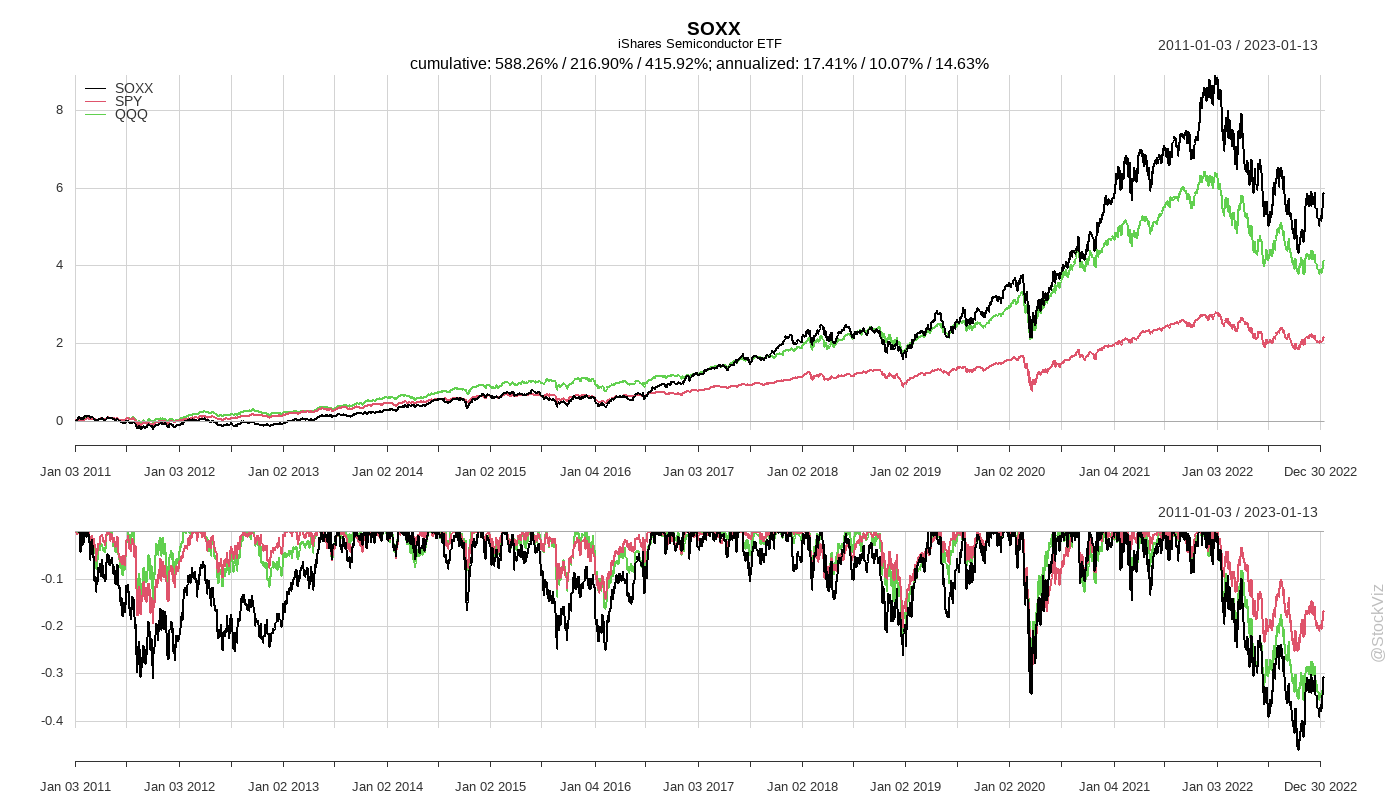 SOXX
iShares Semiconductor ETF
2011-01-03 / 2023-01-13
cumulative: 588.26% / 216.90% / 415.92%; annualized: 17.41% / 10.07% / 14.63%
SOXX
SPY
QQQ
8
6
4
2
0
Jan 03 2011 Jan 03 2012 Jan 02 2013 Jan 02 2014 Jan 02 2015 Jan 04 2016 Jan 03 2017 Jan 02 2018 Jan 02 2019 Jan 02 2020 Jan 04 2021 Jan 03 2022 Dec 30 2022
2011-01-03 / 2023-01-13
-0.1
-0.2
-0.3
-0.4
Jan 03 2011 Jan 03 2012 Jan 02 2013 Jan 02 2014 Jan 02 2015 Jan 04 2016 Jan 03 2017 Jan 02 2018 Jan 02 2019 Jan 02 2020 Jan 04 2021 Jan 03 2022 Dec 30 2022
@StockViz